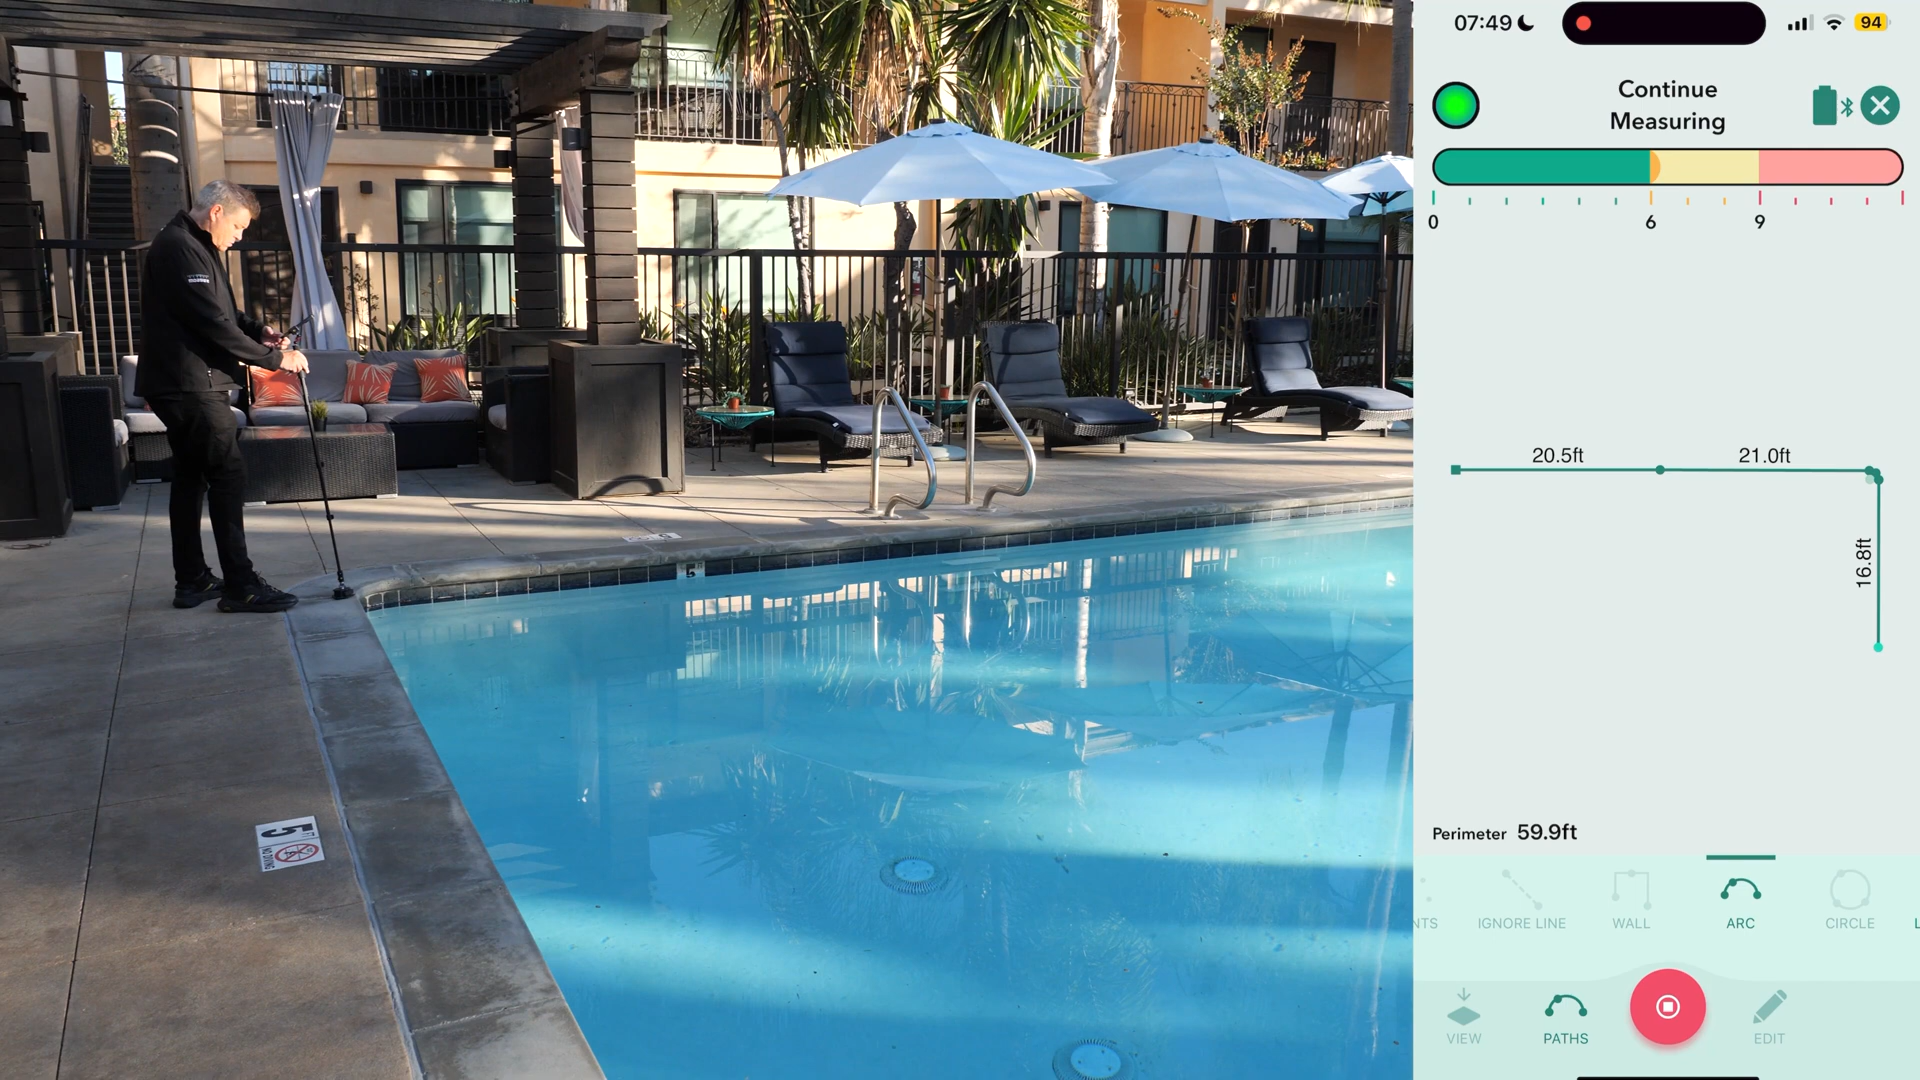 07:49
94
Continue
Measuring
0 6 9
20.5ft
21.0ft
16.8ft
Perimeter 59.9ft
NTS
IGNORE LINE
WALL
ARC
CIRCLE
L
VIEW
PATHS
EDIT
5
5 FT
NO DIVING